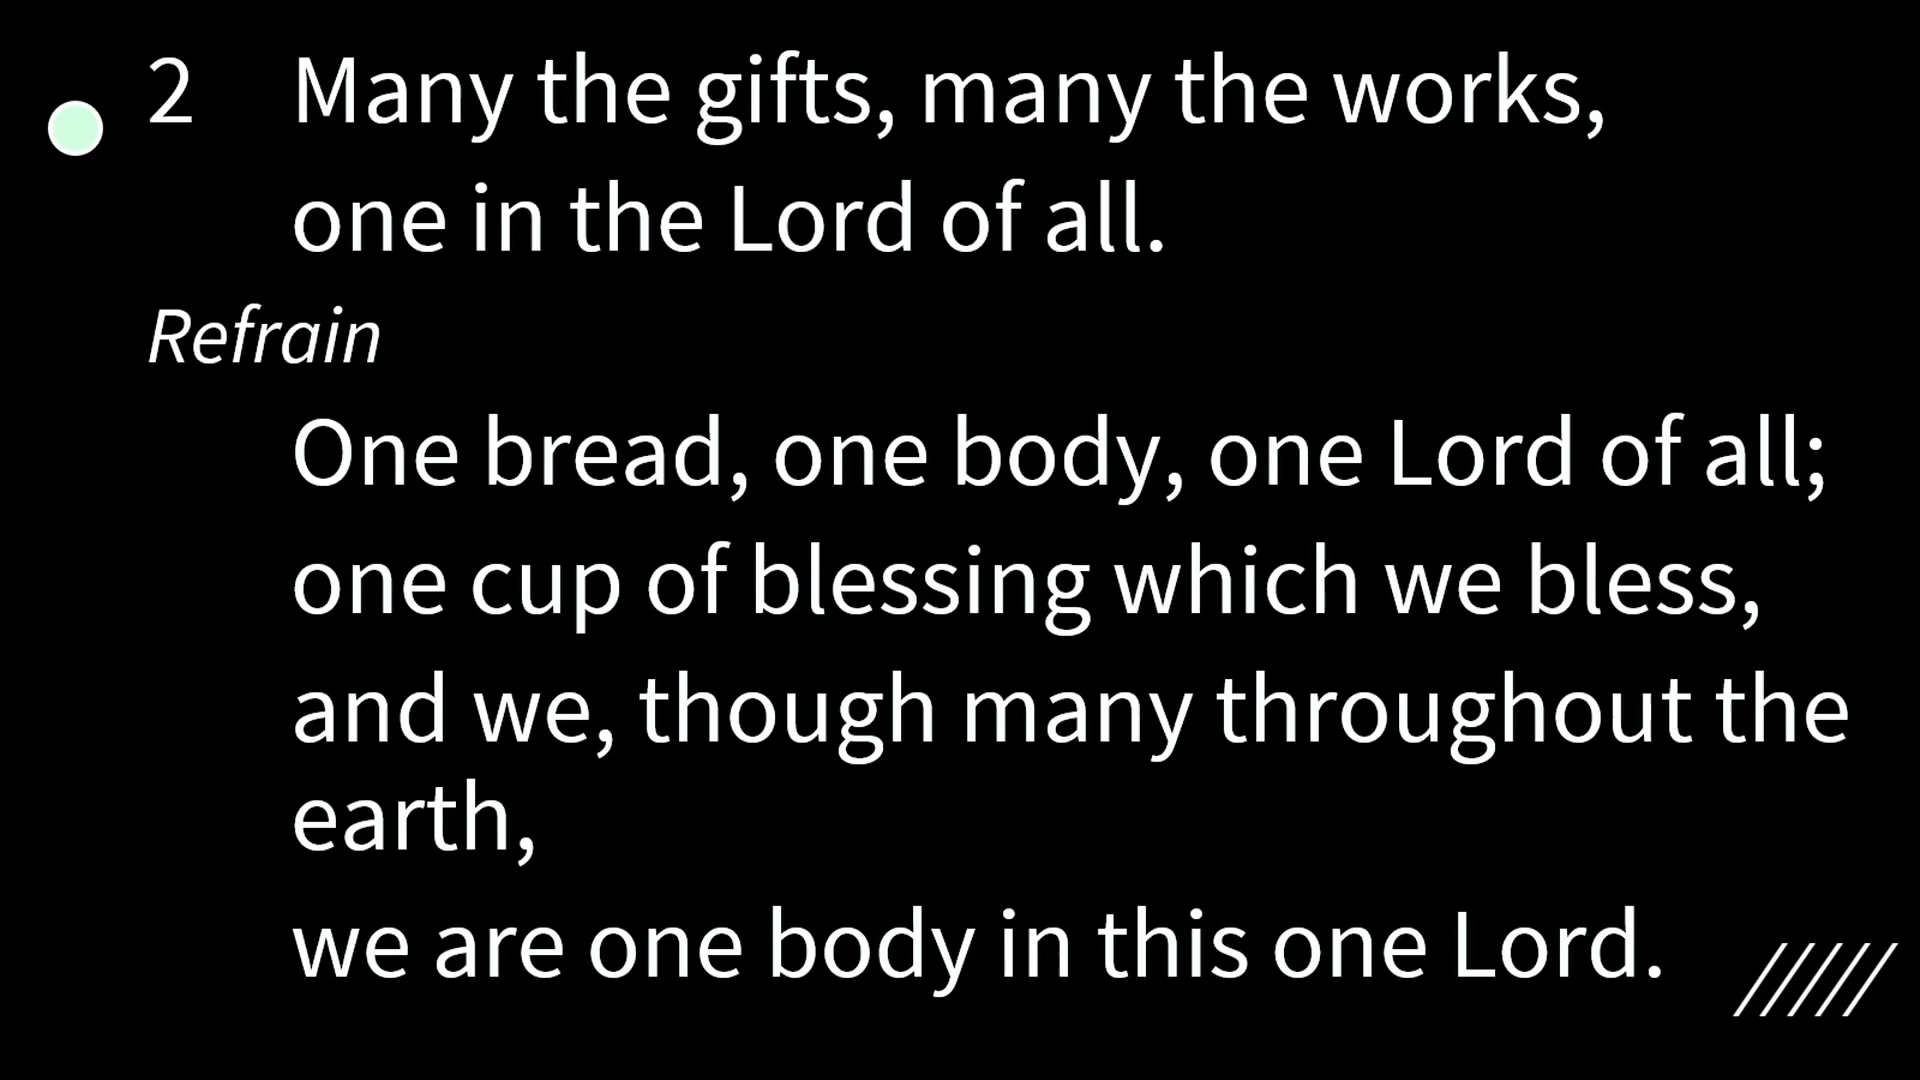 2 Many the gifts, many the works,
one in the Lord of all.
Refrain
One bread, one body, one Lord of all;
one cup of blessing which we bless,
and we, though many throughout the
earth,
we are one body in this one Lord.